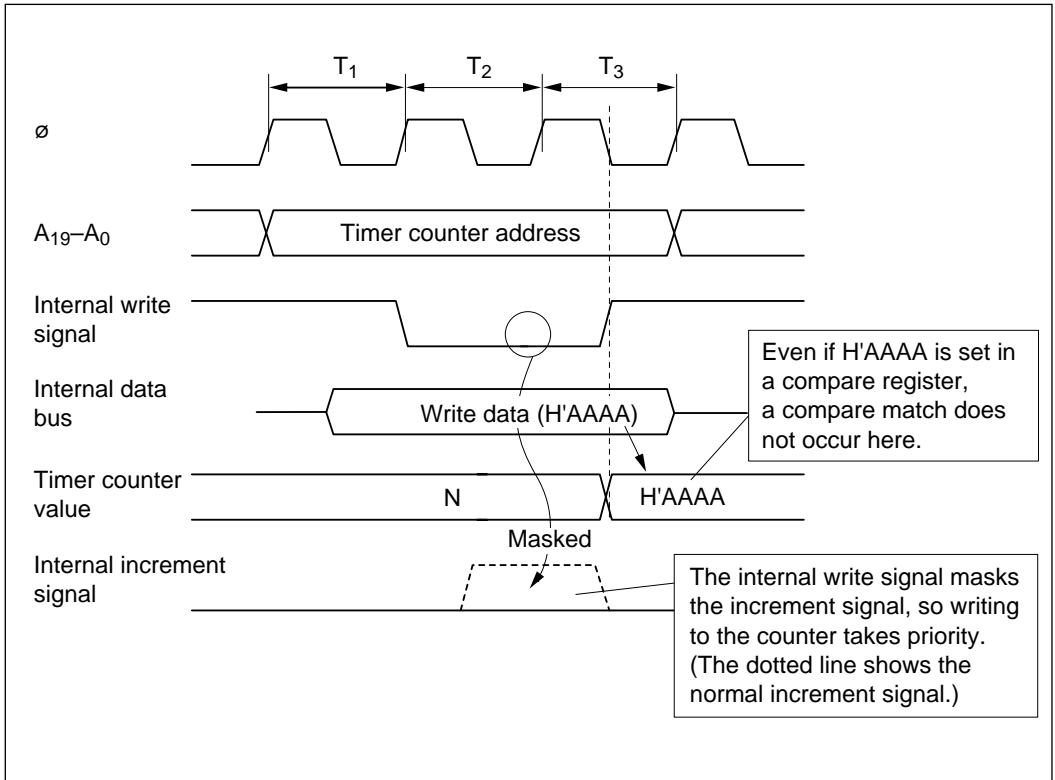 T1 T2 T3
ø
A19–A0
Timer counter address
Internal write
signal
Even if H'AAAA is set in
a compare register,
a compare match does
not occur here.
Internal data
bus
Write data (H'AAAA)
Timer counter
value
N
H'AAAA
Masked
Internal increment
signal
The internal write signal masks
the increment signal, so writing
to the counter takes priority.
(The dotted line shows the
normal increment signal.)